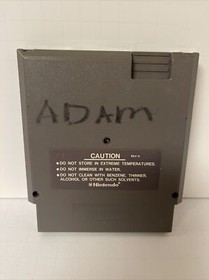 ADAM
CAUTION
• DO NOT STORE IN EXTREME TEMPERATURES.
• DO NOT IMMERSE IN WATER.
• DO NOT CLEAN WITH BENZENE, THINNER,
ALCOHOL OR OTHER SUCH SOLVENTS.
Nintendo